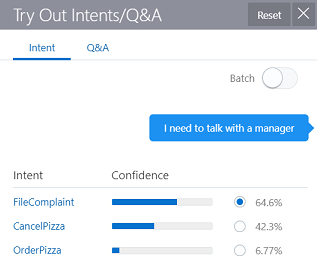 Try Out Intents/Q&A
Reset
Intent Q&A
Batch
I need to talk with a manager
Intent Confidence
FileComplaint 64.6%
CancelPizza 42.3%
OrderPizza 6.77%